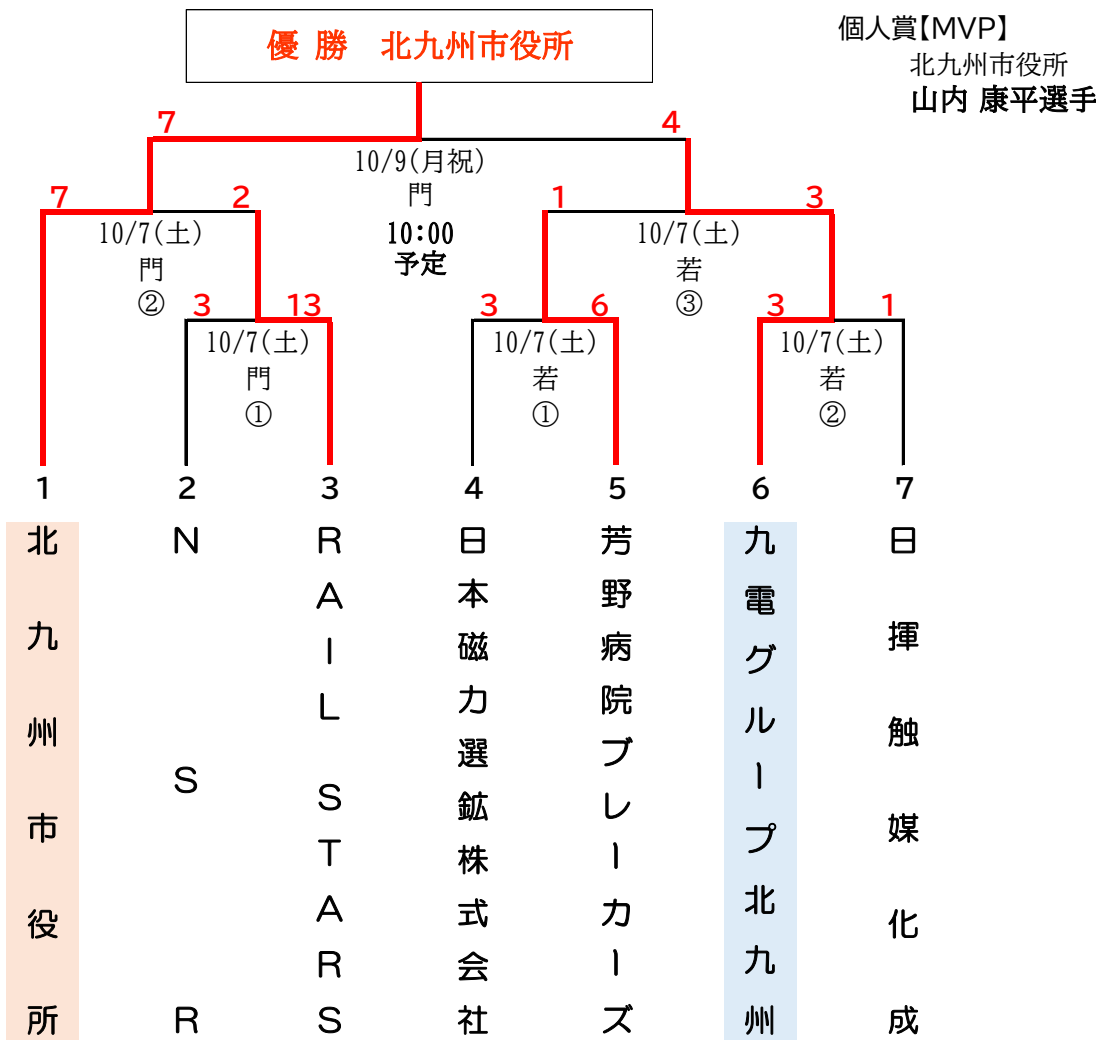 優 勝　北九州市役所
個人賞【MVP】
北九州市役所
山内 康平選手
7
4
10/9(月祝)
門
10:00
予定
7
2
1
3
10/7(土)
門
②
10/7(土)
若
③
3
13
3
6
3
1
10/7(土)
門
①
10/7(土)
若
①
10/7(土)
若
②
1
2
3
4
5
6
7
北九州市役所
NSR
RAIL STARS
日本磁力選鉱株式会社
芳野病院ブレーカーズ
九電グループ北九州
日揮触媒化成